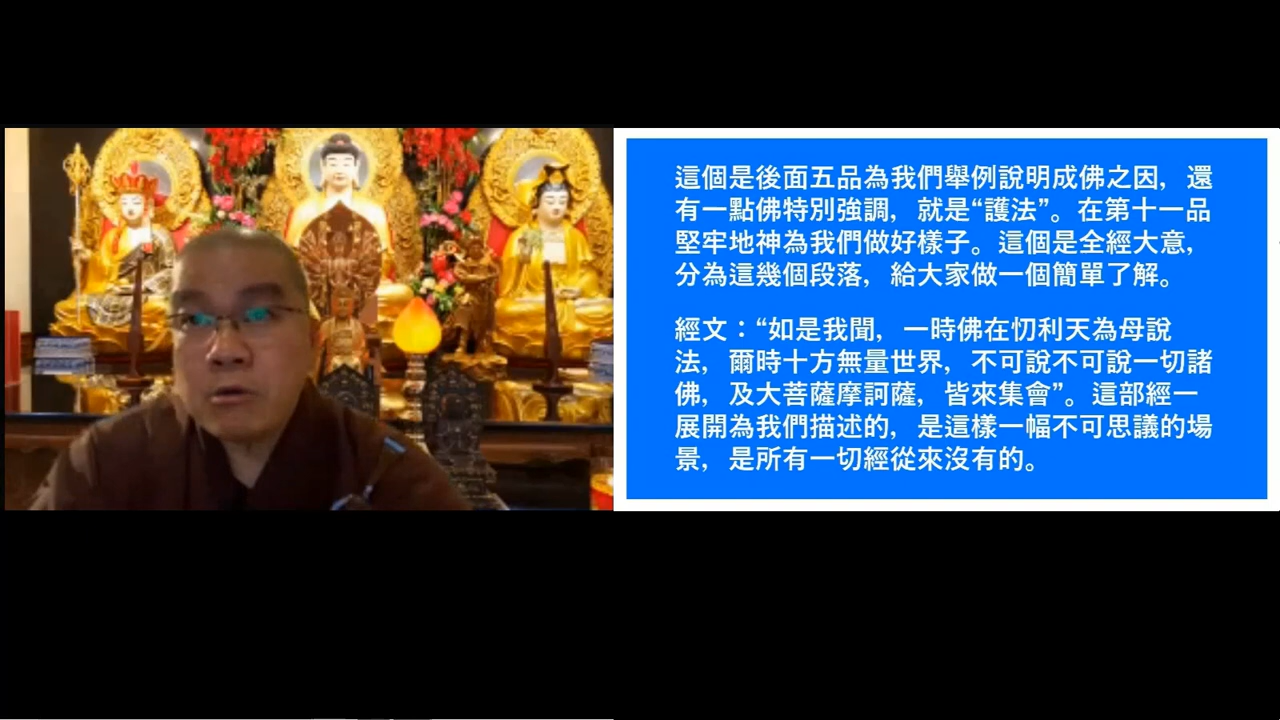 這個是後面五品為我們舉例說明成佛之因，還
有一點佛特別強調，就是“護法”。在第十一品
堅牢地神為我們做好樣子。這個是全經大意，
分為這幾個段落，給大家做一個簡單了解。
經文：“如是我聞，一時佛在忉利天為母說
法，爾時十方無量世界，不可說不可說一切諸
佛，及大菩薩摩訶薩，皆來集會”。這部經一
展開為我們描述的，是這樣一幅不可思議的場
景，是所有一切經從來沒有的。